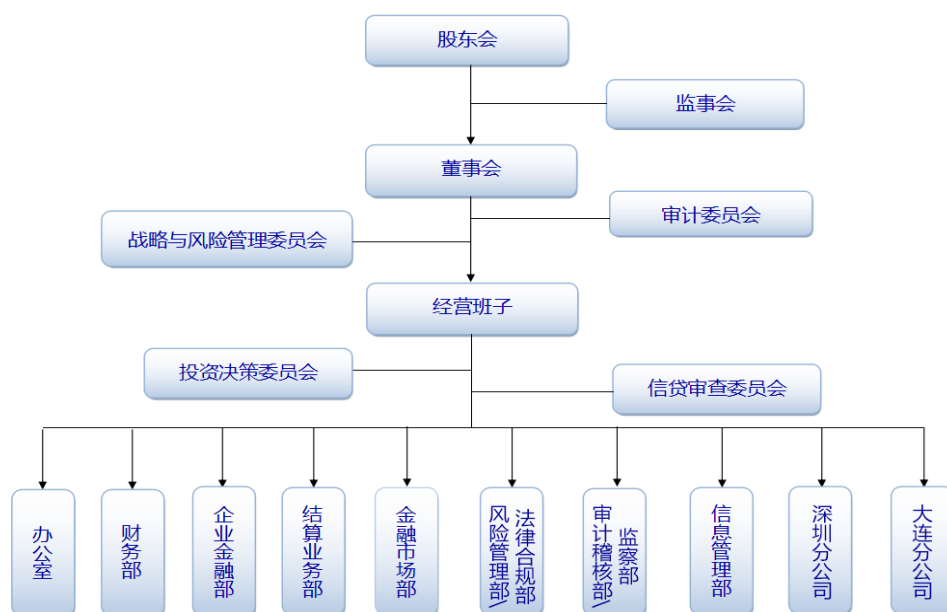 股东会
监事会
董事会
审计委员会
战略与风险管理委员会
经营班子
投资决策委员会
信贷审查委员会
办公室
财务部
企业金融部
结算业务部
金融市场部
风险管理部/
法律合规部
审计稽核部/
监察部
信息管理部
深圳分公司
大连分公司